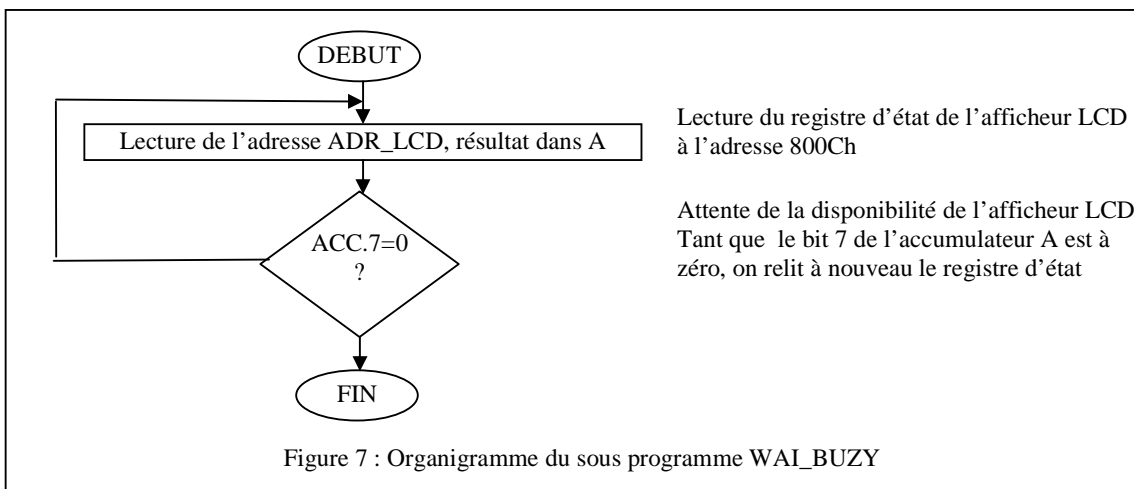 DEBUT
Lecture de l’adresse ADR_LCD, résultat dans A
Lecture du registre d’état de l’afficheur LCD
à l’adresse 800Ch
ACC.7=0
?
Attente de la disponibilité de l’afficheur LCD
Tant que le bit 7 de l’accumulateur A est à
zéro, on relit à nouveau le registre d’état
FIN
Figure 7 : Organigramme du sous programme WAI_BUZY